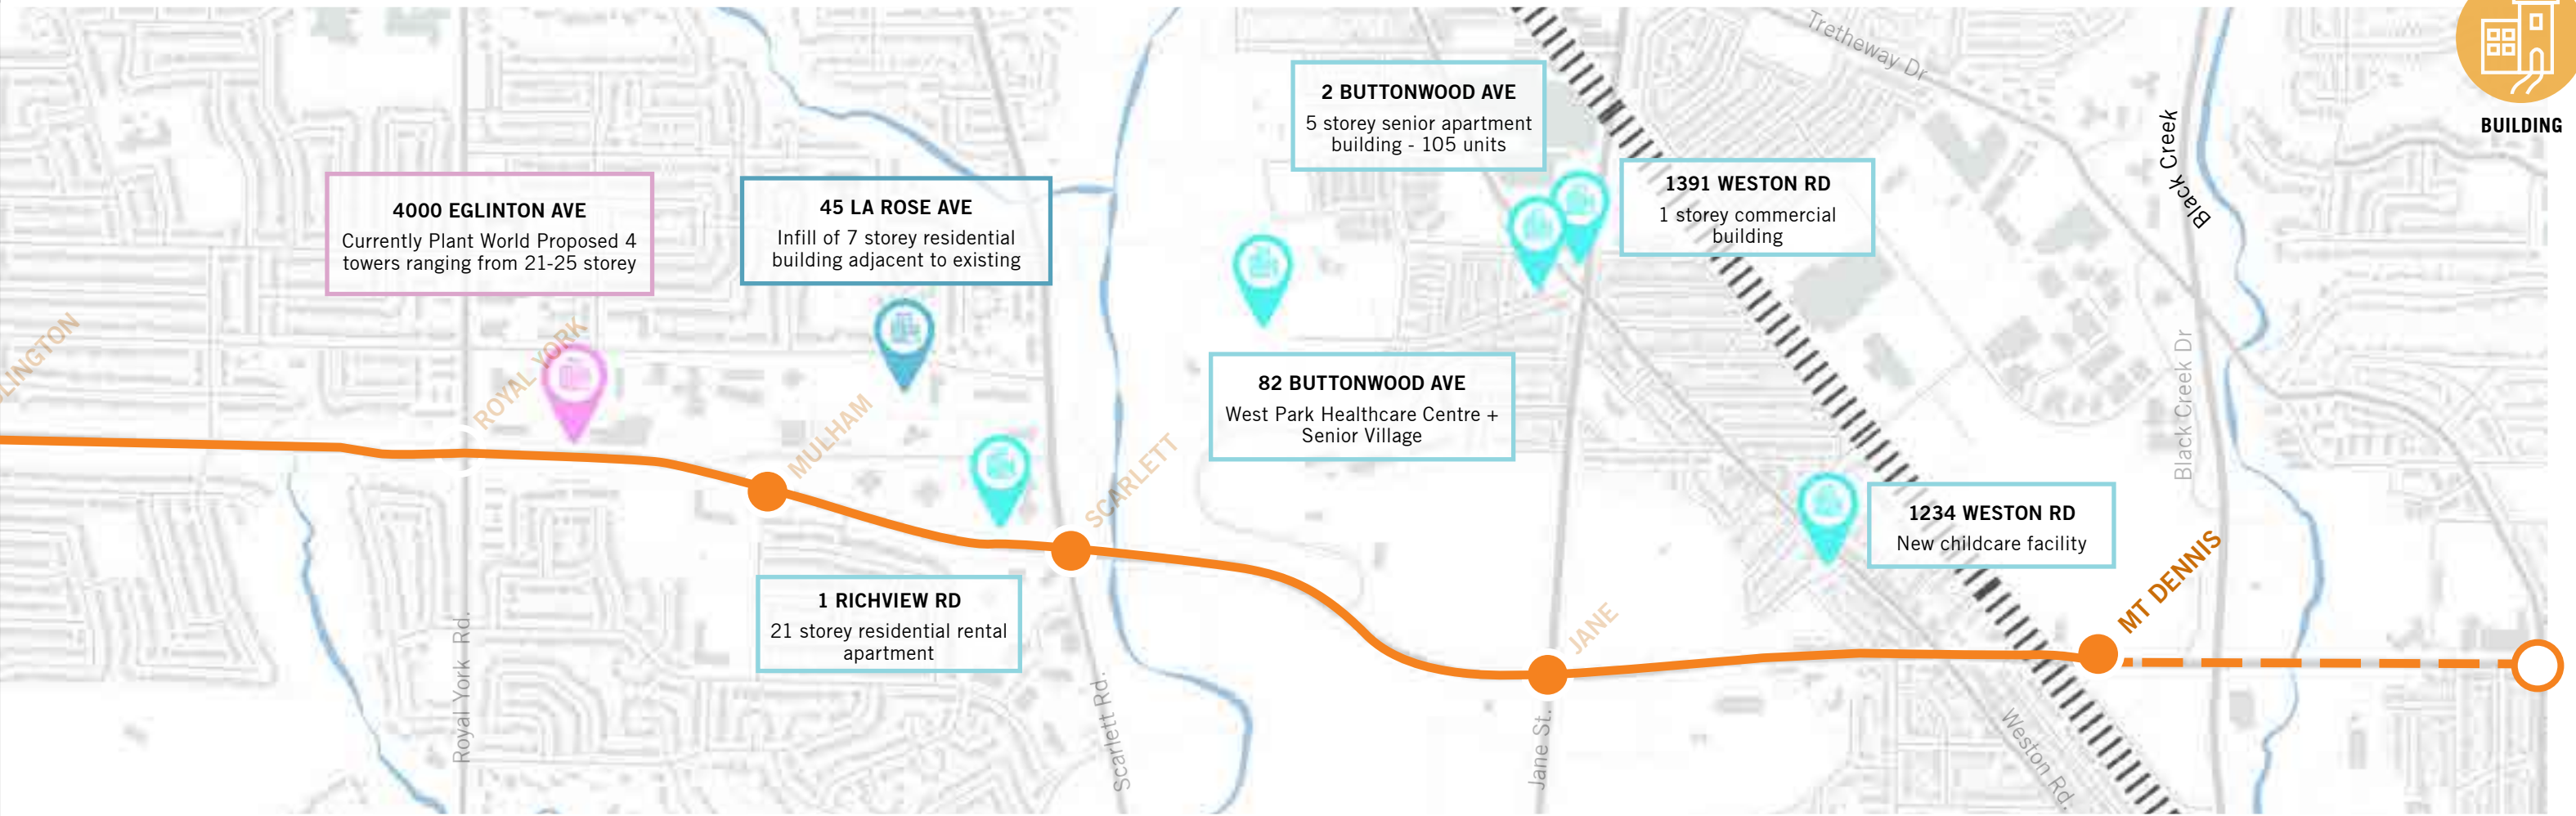 Tretheway Dr
BUILDING
2 BUTTONWOOD AVE
5 storey senior apartment
building - 105 units
Black Creek
1391 WESTON RD
1 storey commercial
building
4000 EGLINTON AVE
Currently Plant World Proposed 4
towers ranging from 21-25 storey
45 LA ROSE AVE
Infill of 7 storey residential
building adjacent to existing
LINGTON
ROYAL YORK
MULHAM
SCARLETT
82 BUTTONWOOD AVE
West Park Healthcare Centre +
Senior Village
Black Creek Dr
1234 WESTON RD
New childcare facility
MT DENNIS
1 RICHVIEW RD
21 storey residential rental
apartment
JANE
Royal York Rd.
Scarlett Rd.
Jane St.
Weston Rd.